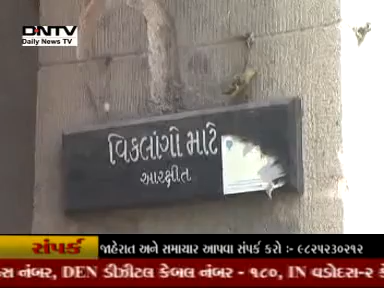 DNTV
Daily News TV
વિકલાંગો માટે
આરક્ષીત
સંપર્ક
જાહેરાત અને સમાચાર આપવા સંપર્ક કરો :- ૯૮૨૫૨૩૦૨૧૨
નંબર, DEN ડીઝીટલ કેબલ નંબર - ૧૮૦, IN વડોદરા-૨